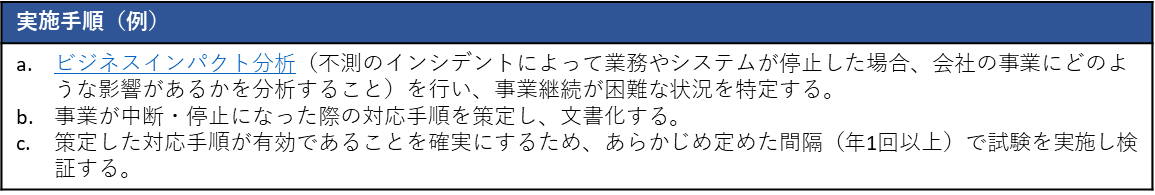 実施手順（例）
a. ビジネスインパクト分析（不測のインシデントによって業務やシステムが停止した場合、会社の事業にどのよ
うな影響があるかを分析すること）を行い、事業継続が困難な状況を特定する。
b. 事業が中断・停止になった際の対応手順を策定し、文書化する。
c. 策定した対応手順が有効であることを確実にするため、あらかじめ定めた間隔（年1回以上）で試験を実施し検
証する。